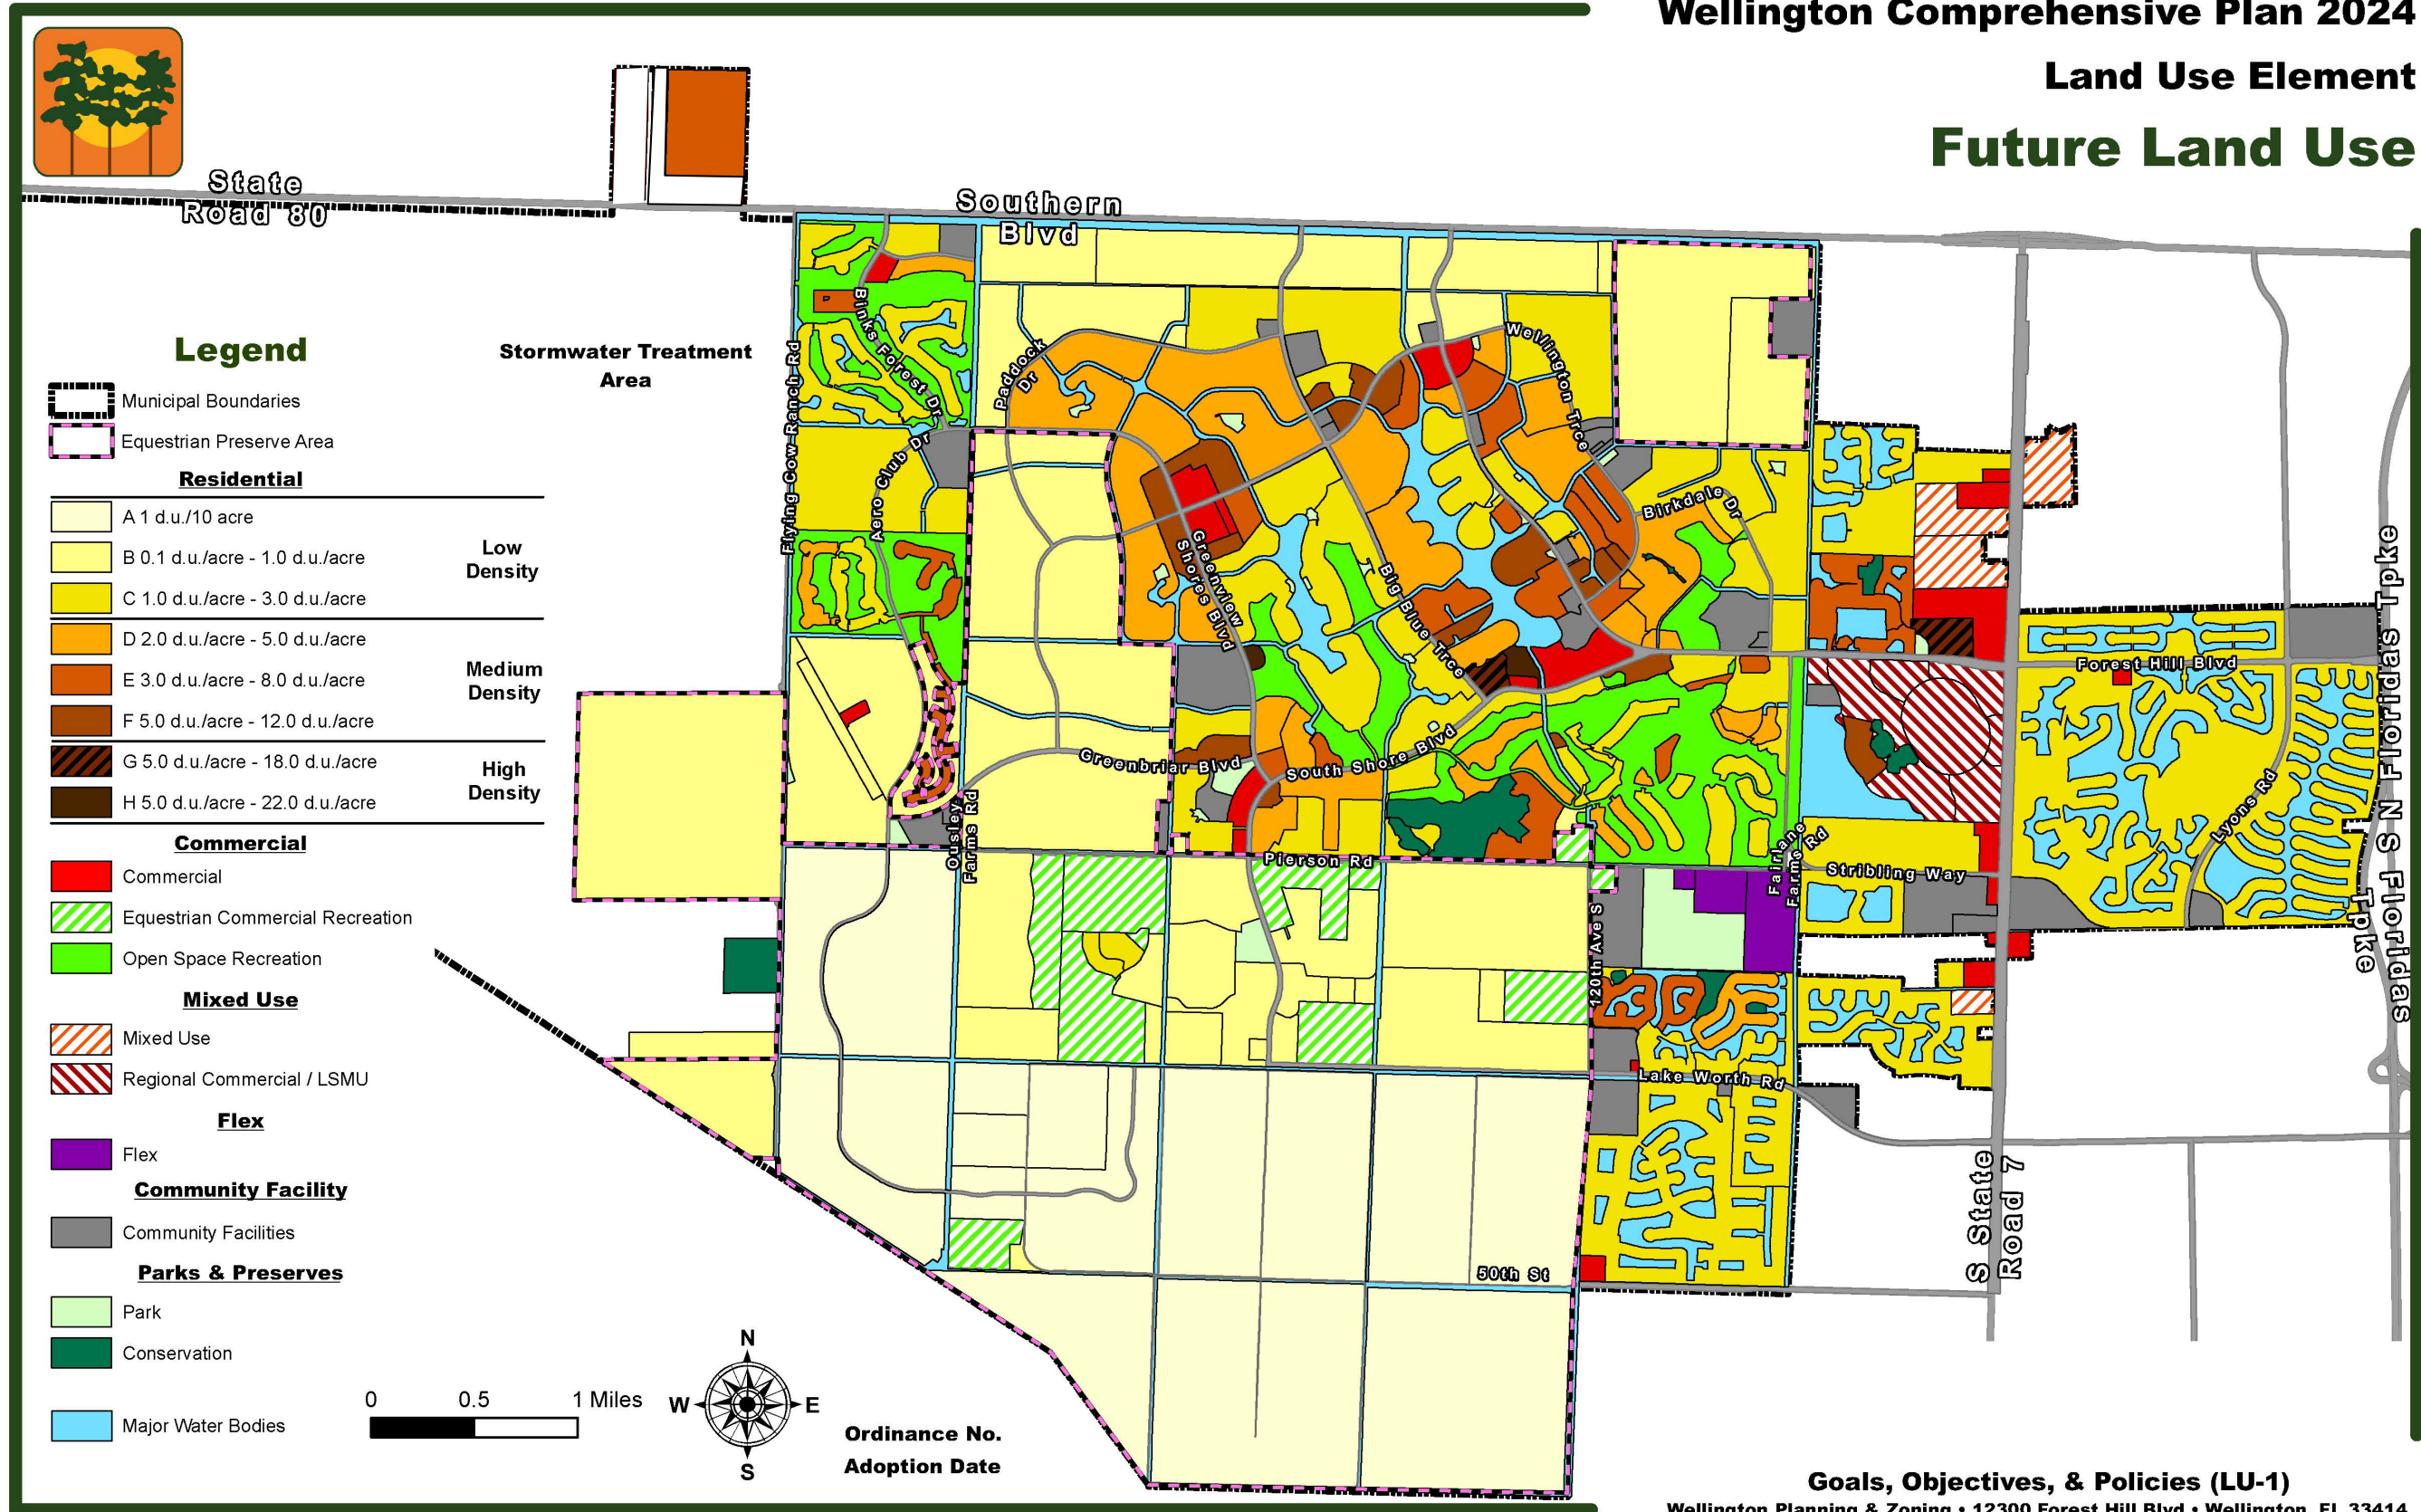 Wellington Comprehensive Plan 2024
Land Use Element
Future Land Use
State
Road 80
Southern
Blvd
Legend
Municipal Boundaries
Equestrian Preserve Area
Residential
A 1 d.u./10 acre
B 0.1 d.u./acre - 1.0 d.u./acre
C 1.0 d.u./acre - 3.0 d.u./acre
Low
Density
D 2.0 d.u./acre - 5.0 d.u./acre
E 3.0 d.u./acre - 8.0 d.u./acre
F 5.0 d.u./acre - 12.0 d.u./acre
Medium
Density
G 5.0 d.u./acre - 18.0 d.u./acre
H 5.0 d.u./acre - 22.0 d.u./acre
High
Density
Commercial
Commercial
Equestrian Commercial Recreation
Open Space Recreation
Mixed Use
Mixed Use
Regional Commercial / LSMU
Flex
Flex
Community Facility
Community Facilities
Parks & Preserves
Park
Conservation
Major Water Bodies
0 0.5 1 Miles
N
W E
S
Ordinance No.
Adoption Date
Stormwater Treatment
Area
Flying Cow Ranch Rd
Binks Forest Dr
Aero Club Dr
Paddock
Dr
Wellington Trce
Birkdale Dr
Greenview
Shores Blvd
Big Blue Trce
Forest Hill Blvd
Greenbriar Blvd
South Shore Blvd
Ousley
Farms Rd
Pierson Rd
Fairlane
Farms Rd
Stribling Way
Lyons Rd
120th Ave S
Lake Worth Rd
50th St
S State
Road 7
S N Floridas Tpke
S N Floridas
Tpke
Goals, Objectives, & Policies (LU-1)
Wellington Planning & Zoning • 12300 Forest Hill Blvd • Wellington, FL 33414